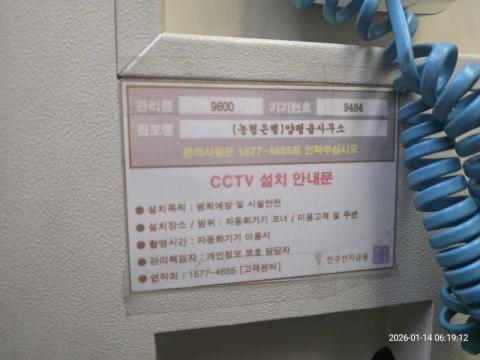 관리점 9600 기기번호 9484
점포명 (농협은행)양평읍사무소
문의사항은 1577-4655로 연락주십시오
CCTV 설치 안내문
● 설치목적 : 범죄예방 및 시설안전
● 설치장소 / 범위 : 자동화기기 코너 / 이용고객 및 주변
● 촬영시간 : 자동화기기 이용시
● 관리책임자 : 개인정보 보호 담당자
● 연락처 : 1577-4655 [고객센터]
한국전자금융
2026-01-14 06:19:12